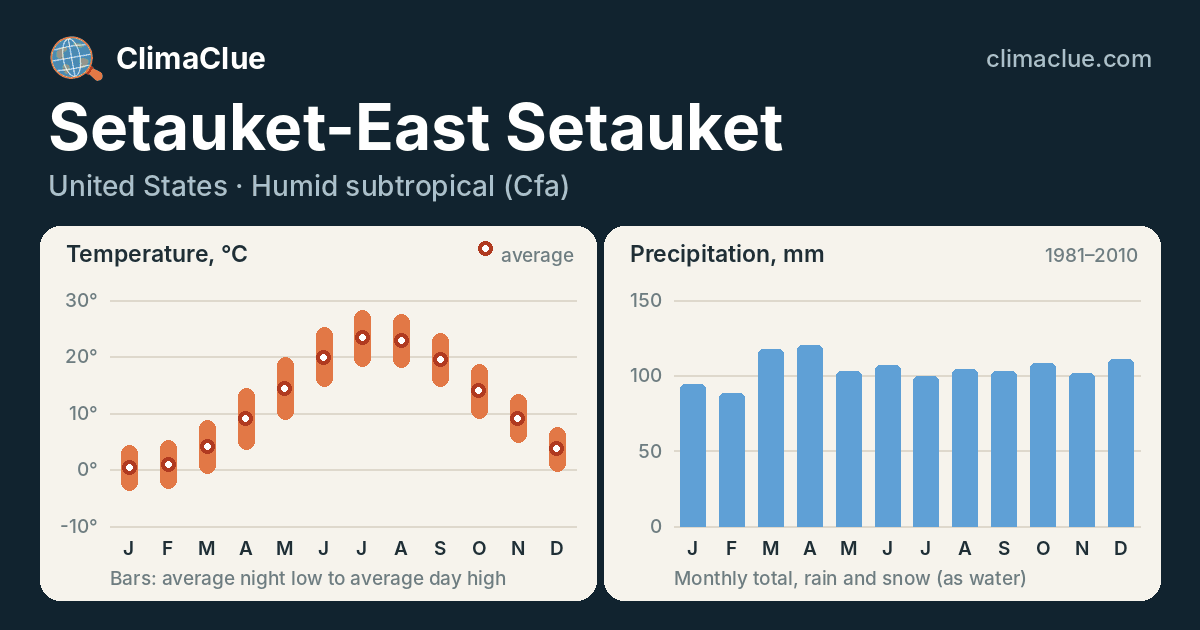 ClimaClue
climaclue.com
Setauket-East Setauket
United States · Humid subtropical (Cfa)
Temperature, °C
average
30°
20°
10°
0°
-10°
J F M A M J J A S O N D
Bars: average night low to average day high
Precipitation, mm
1981–2010
150
100
50
0
J F M A M J J A S O N D
Monthly total, rain and snow (as water)